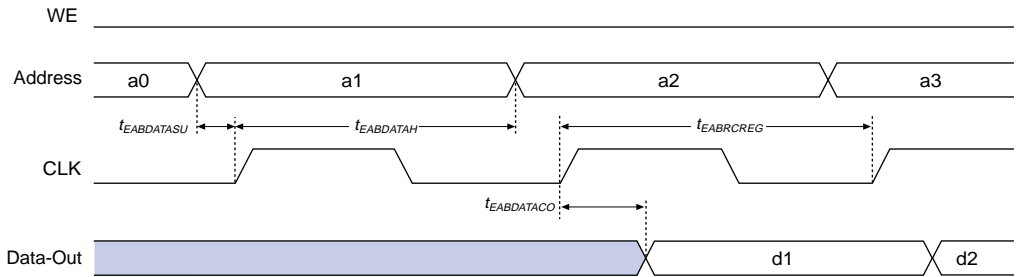 WE
Address a0 a1 a2 a3
tEABDATASU tEABDATAH tEABRCREG
CLK
tEABDATACO
Data-Out d1 d2